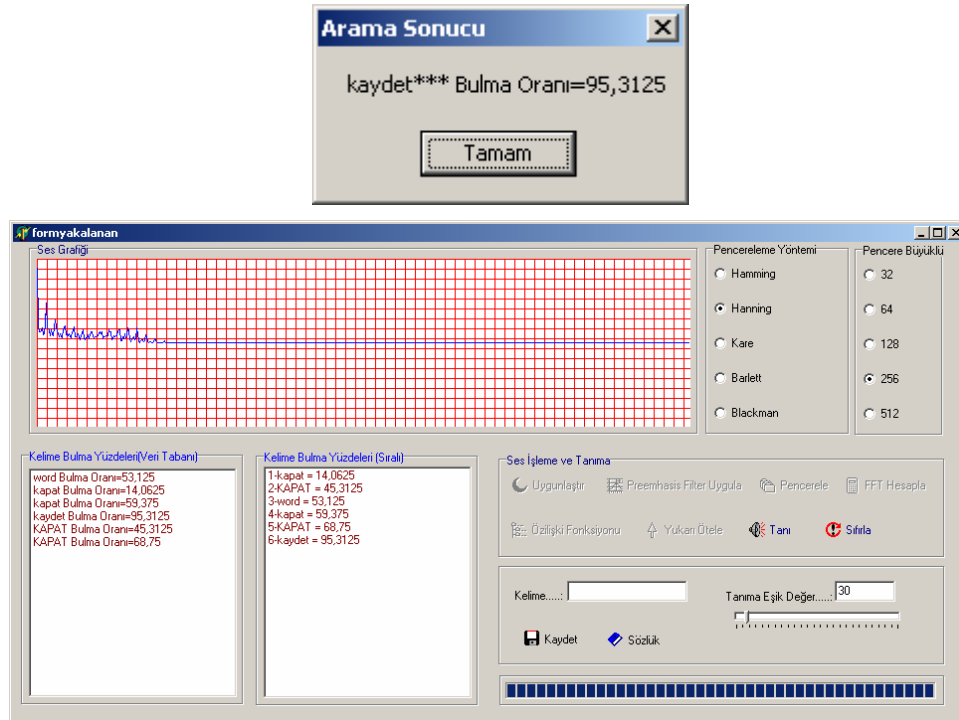 Arama Sonucu
kaydet*** Bulma Oranı=95,3125
Tamam
formyakalanan
Ses Grafiği
Pencereleme Yöntemi
Hamming
Hanning
Kare
Barlett
Blackman
Pencere Büyüklü
32
64
128
256
512
Kelime Bulma Yüzdeleri(Veri Tabanı)
word Bulma Oranı=53,125
kapat Bulma Oranı=14,0625
kapat Bulma Oranı=59,375
kaydet Bulma Oranı=95,3125
KAPAT Bulma Oranı=45,3125
KAPAT Bulma Oranı=68,75
Kelime Bulma Yüzdeleri (Sıralı)
1-kapat = 14,0625
2-KAPAT = 45,3125
3-word = 53,125
4-kapat = 59,375
5-KAPAT = 68,75
6-kaydet = 95,3125
Ses İşleme ve Tanıma
Uygunlaştır Preemhasis Filter Uygula Pencerele FFT Hesapla
Özilişki Fonksiyonu Yukarı Ötele Tanı Sıfırla
Kelime.....: Tanıma Eşik Değer.....: 30
Kaydet Sözlük